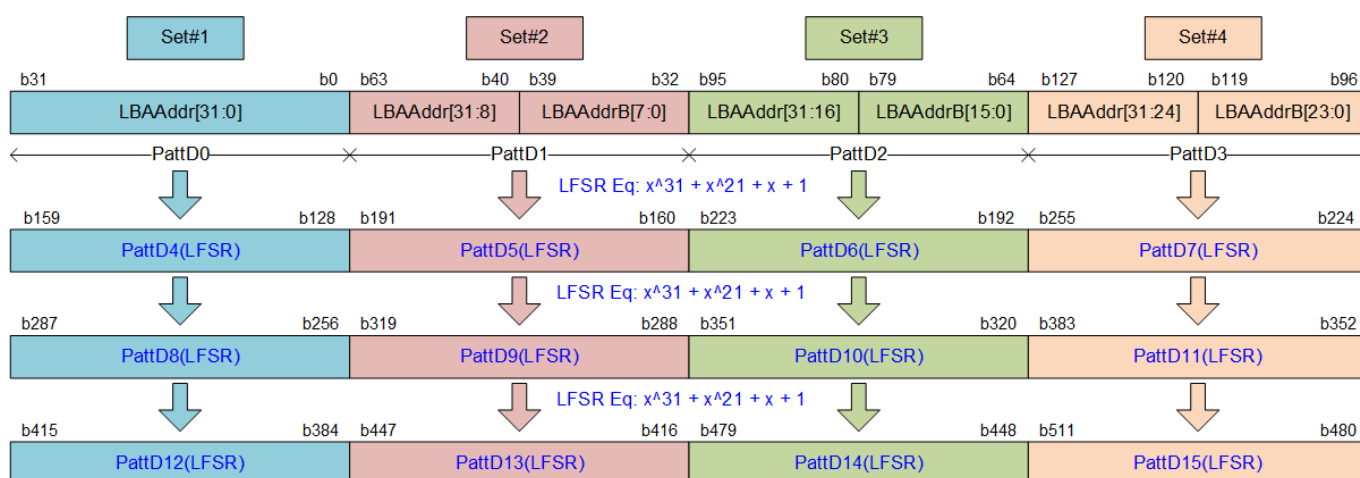 Set#1 Set#2 Set#3 Set#4
b31 b0 b63 b40 b39 b32 b95 b80 b79 b64 b127 b120 b119 b96
LBAAddr[31:0] LBAAddr[31:8] LBAAddrB[7:0] LBAAddr[31:16] LBAAddrB[15:0] LBAAddr[31:24] LBAAddrB[23:0]
PattD0 PattD1 PattD2 PattD3
LFSR Eq: x^31 + x^21 + x + 1
b159 b128 b191 b160 b223 b192 b255 b224
PattD4(LFSR) PattD5(LFSR) PattD6(LFSR) PattD7(LFSR)
LFSR Eq: x^31 + x^21 + x + 1
b287 b256 b319 b288 b351 b320 b383 b352
PattD8(LFSR) PattD9(LFSR) PattD10(LFSR) PattD11(LFSR)
LFSR Eq: x^31 + x^21 + x + 1
b415 b384 b447 b416 b479 b448 b511 b480
PattD12(LFSR) PattD13(LFSR) PattD14(LFSR) PattD15(LFSR)